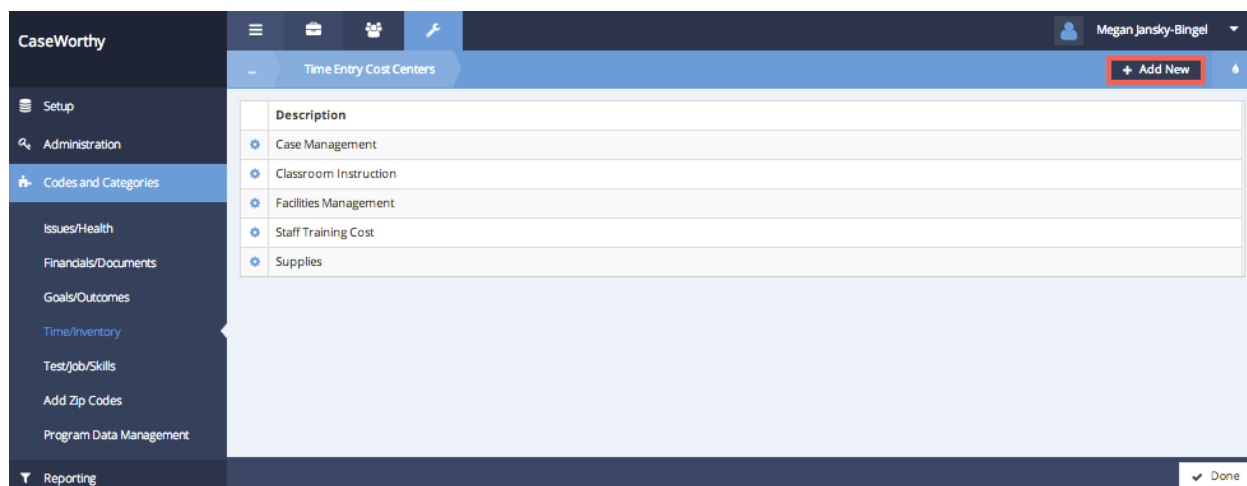 CaseWorthy
Megan Jansky-Bingel
...
Time Entry Cost Centers
+ Add New
Setup
Administration
Codes and Categories
Issues/Health
Financials/Documents
Goals/Outcomes
Time/Inventory
Test/Job/Skills
Add Zip Codes
Program Data Management
Reporting
Description
Case Management
Classroom Instruction
Facilities Management
Staff Training Cost
Supplies
Done